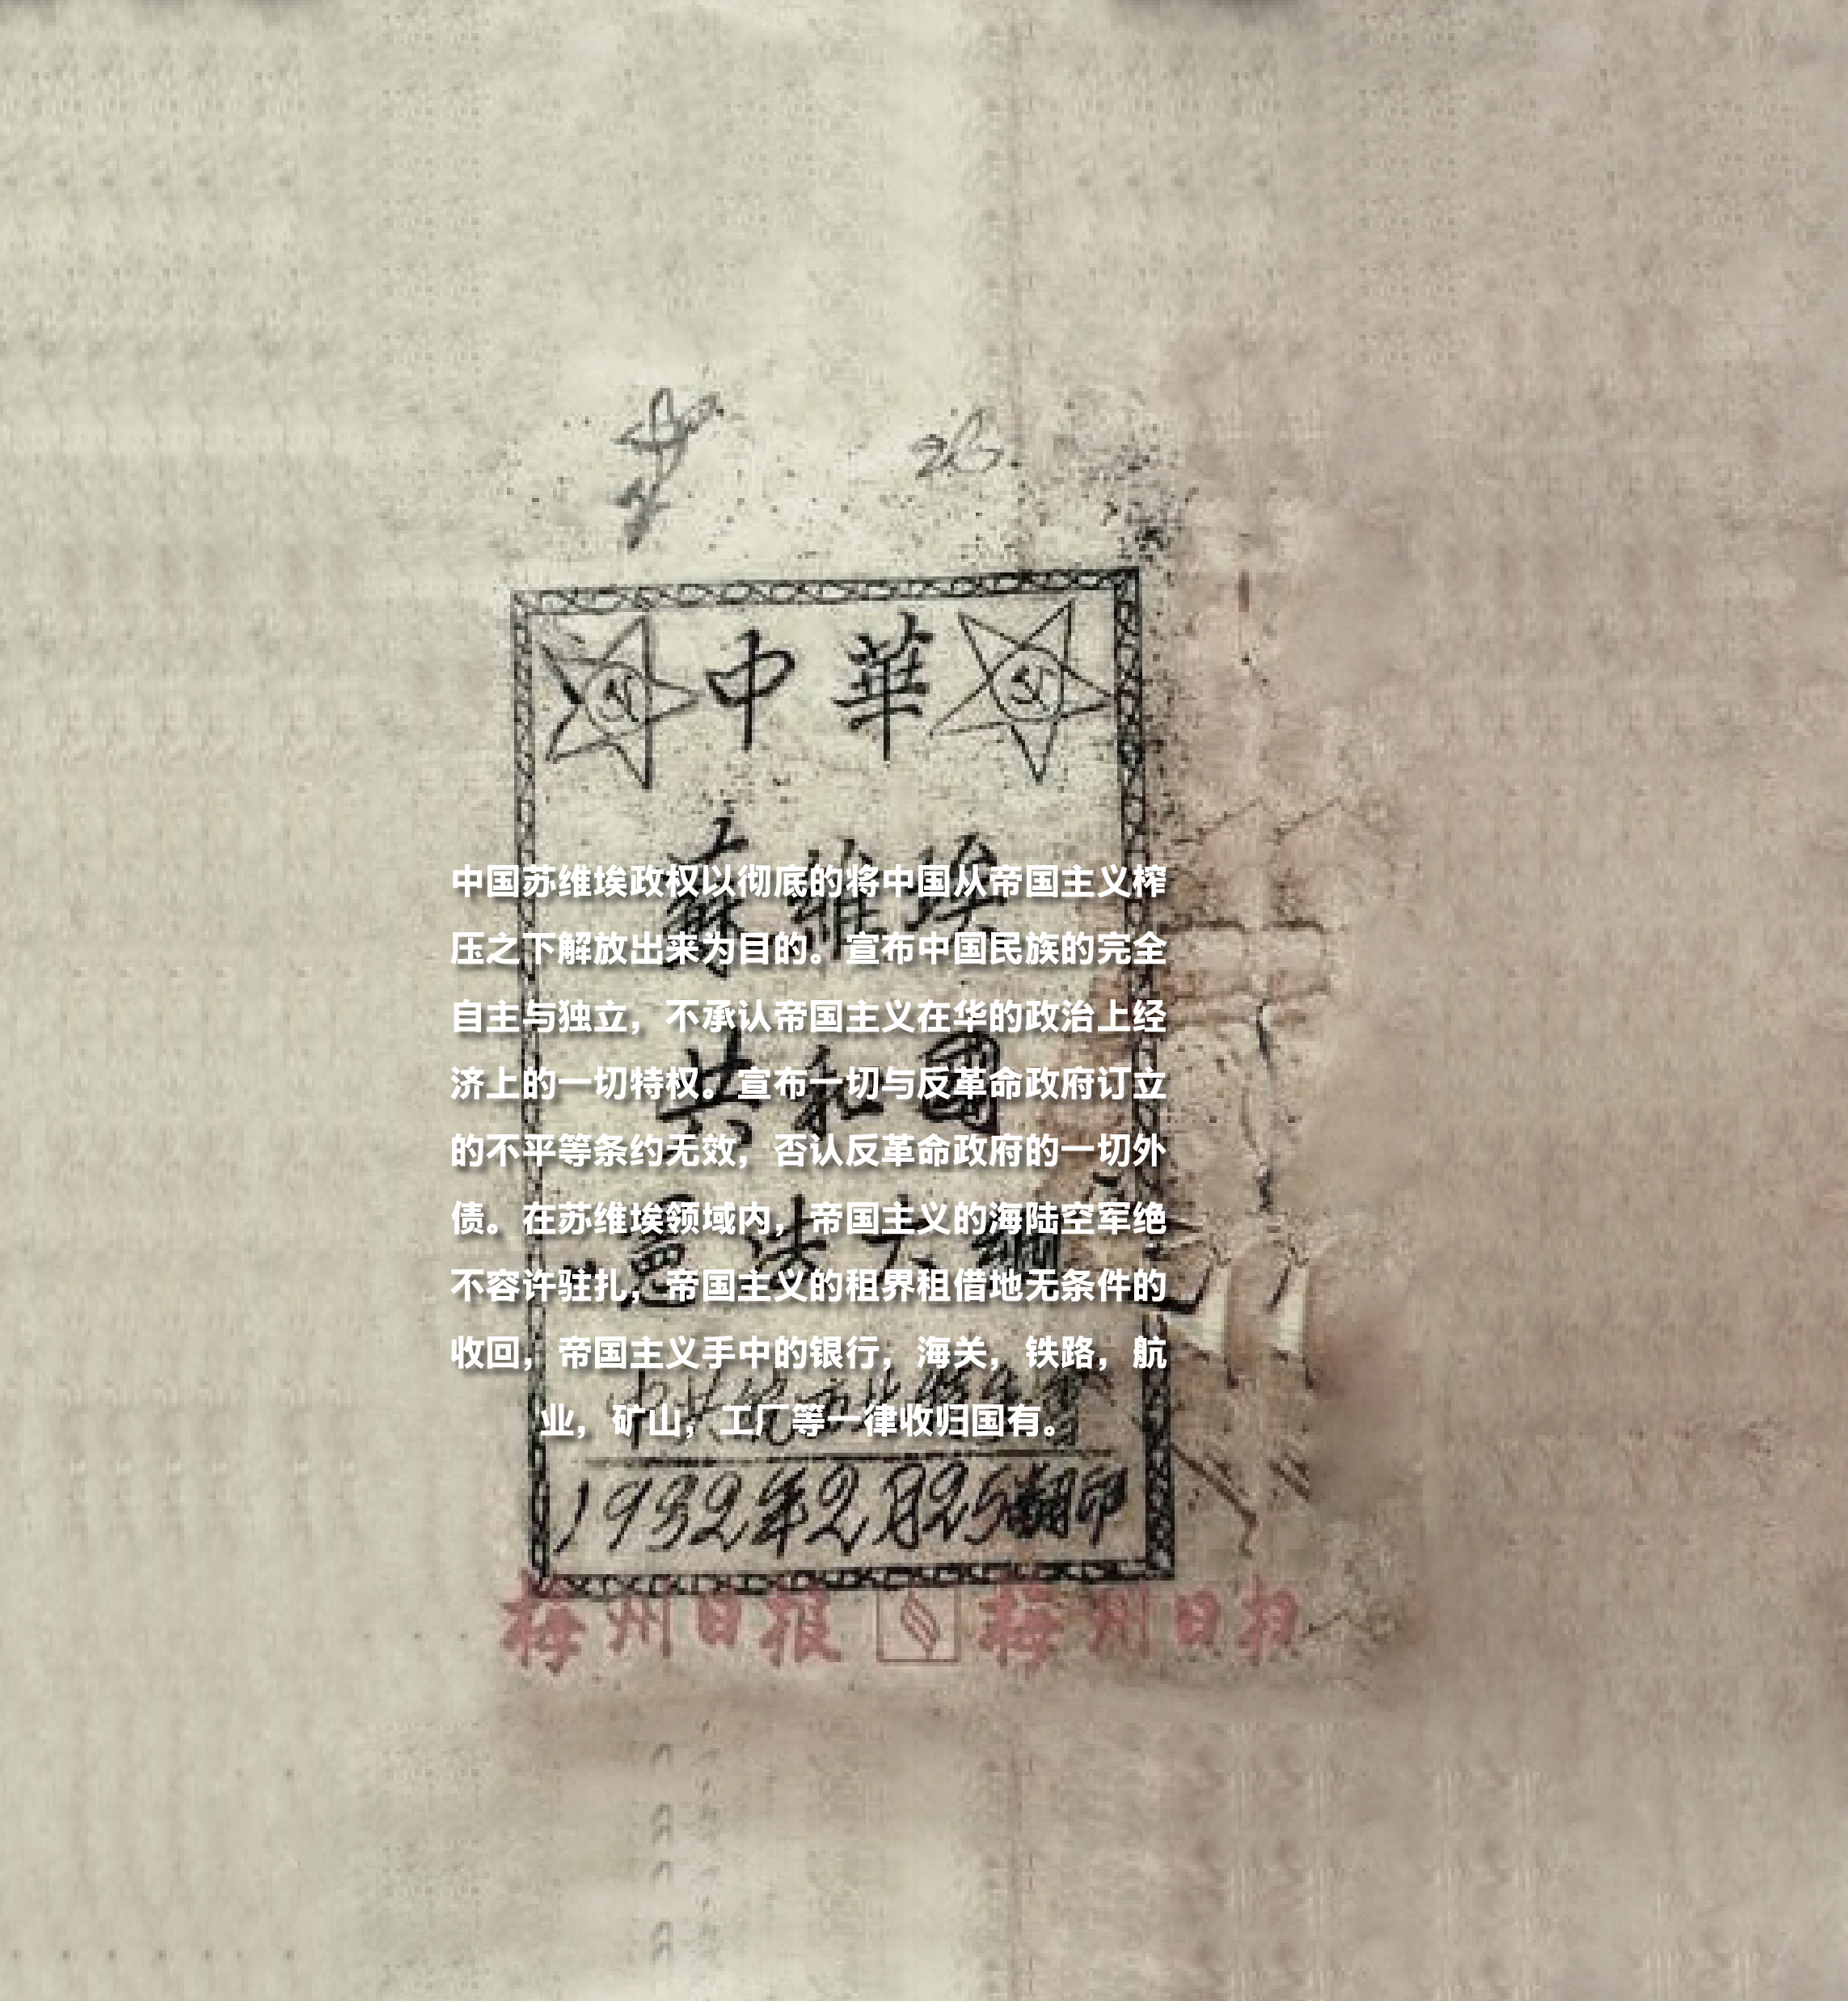 中華
蘇維埃
中国苏维埃政权以彻底的将中国从帝国主义榨
压之下解放出来为目的。宣布中国民族的完全
自主与独立，不承认帝国主义在华的政治上经
共和國
济上的一切特权。宣布一切与反革命政府订立
的不平等条约无效，否认反革命政府的一切外
憲法大綱
债。在苏维埃领域内，帝国主义的海陆空军绝
不容许驻扎，帝国主义的租界租借地无条件的
收回，帝国主义手中的银行，海关，铁路，航
业，矿山，工厂等一律收归国有。
1932年2月25翻印
梅州日报 梅州日报